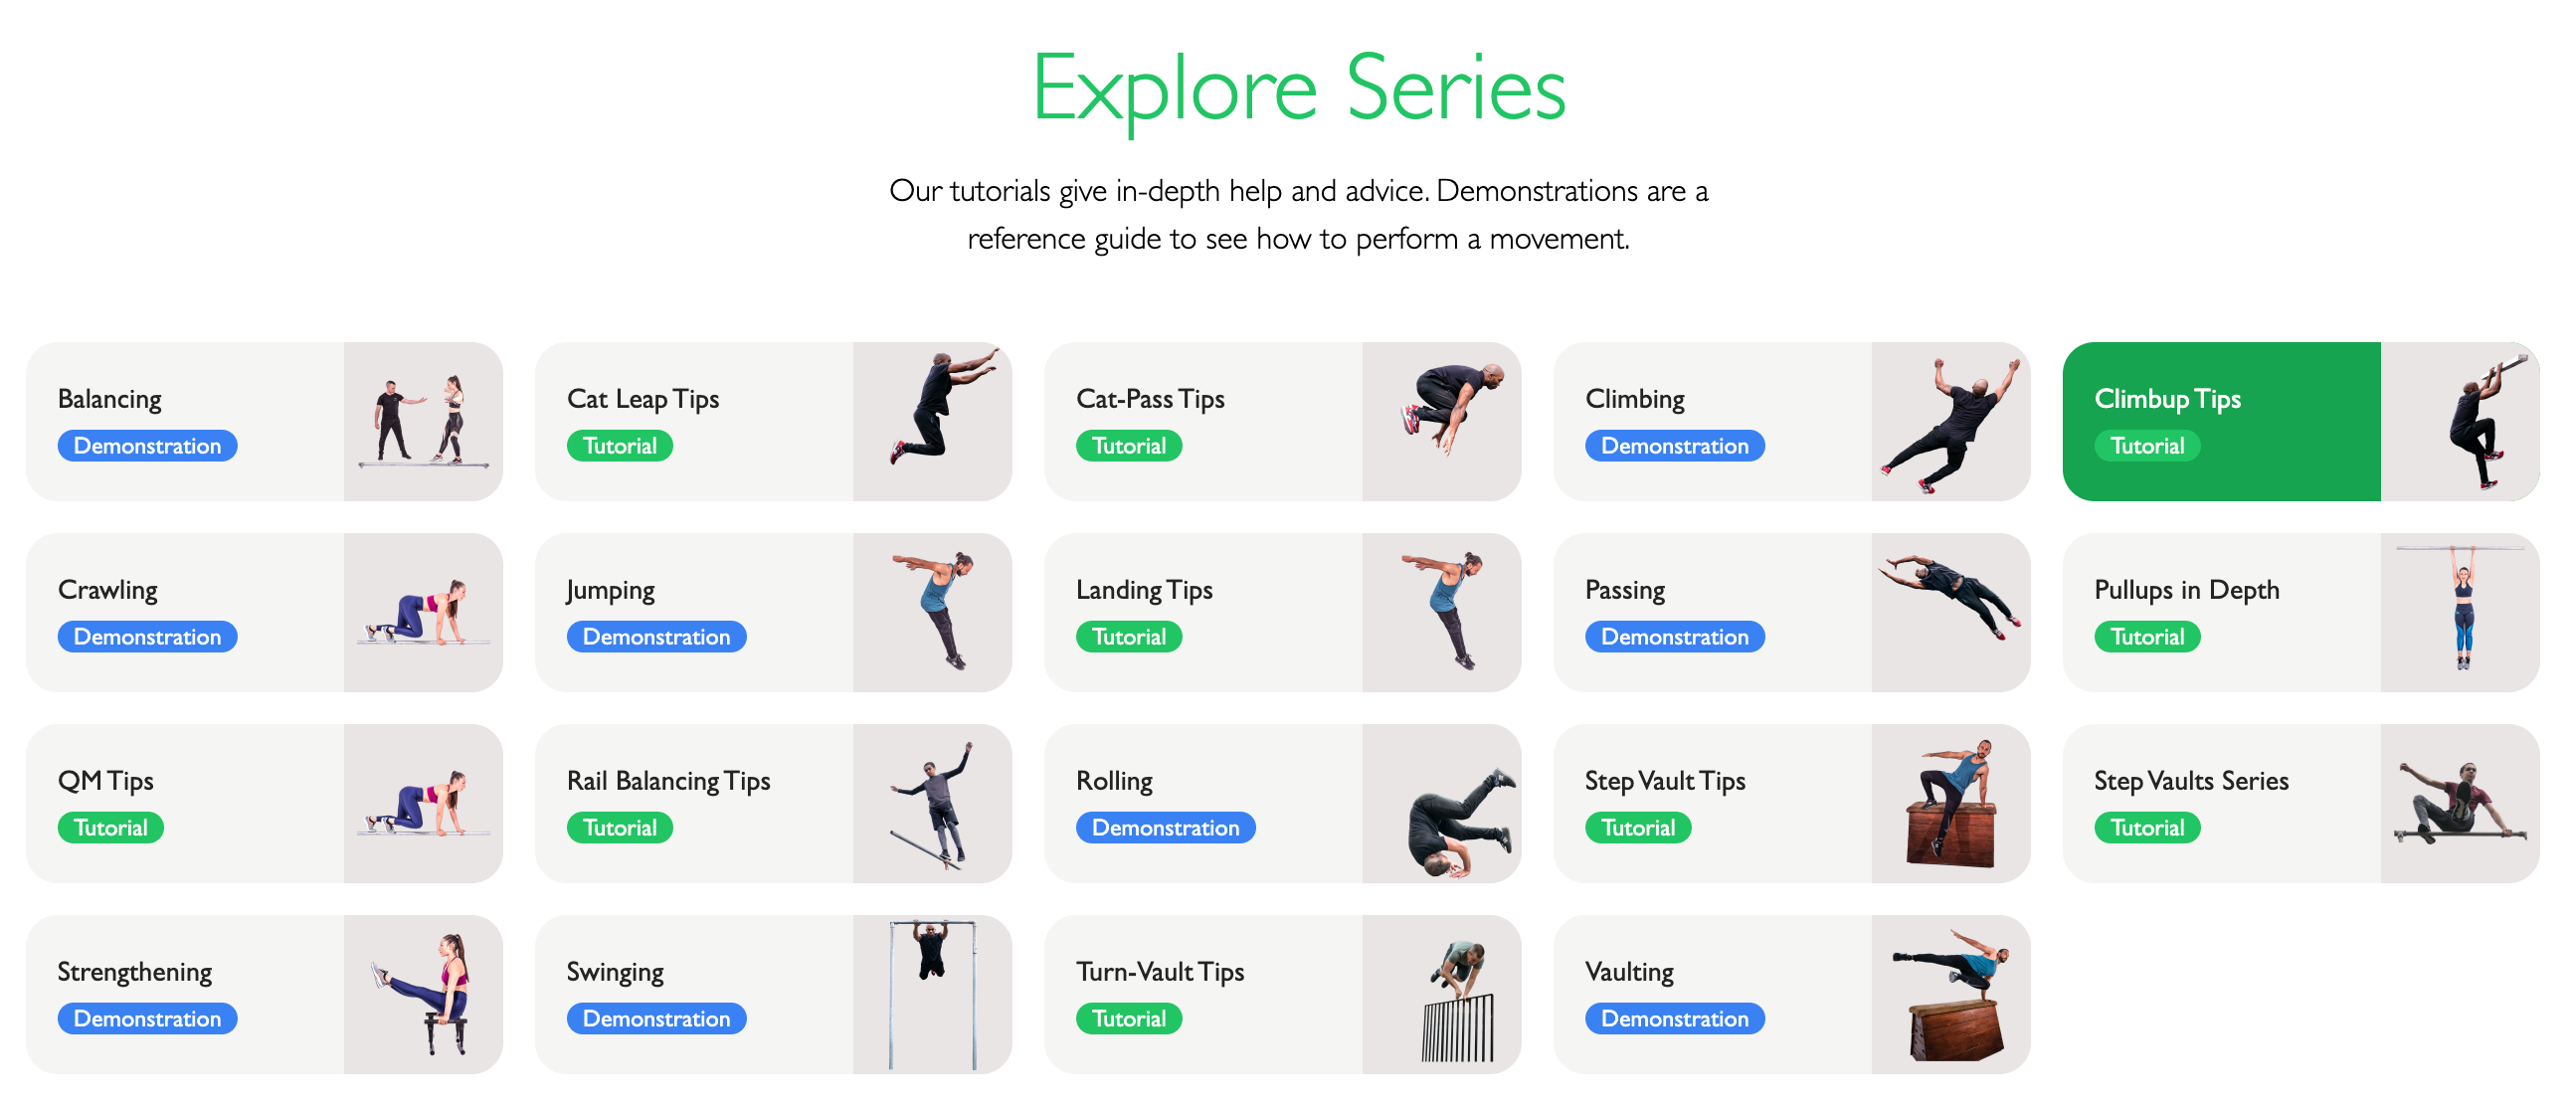 Explore Series
Our tutorials give in-depth help and advice. Demonstrations are a
reference guide to see how to perform a movement.
Balancing
Demonstration
Cat Leap Tips
Tutorial
Cat-Pass Tips
Tutorial
Climbing
Demonstration
Climbup Tips
Tutorial
Crawling
Demonstration
Jumping
Demonstration
Landing Tips
Tutorial
Passing
Demonstration
Pullups in Depth
Tutorial
QM Tips
Tutorial
Rail Balancing Tips
Tutorial
Rolling
Demonstration
Step Vault Tips
Tutorial
Step Vaults Series
Tutorial
Strengthening
Demonstration
Swinging
Demonstration
Turn-Vault Tips
Tutorial
Vaulting
Demonstration